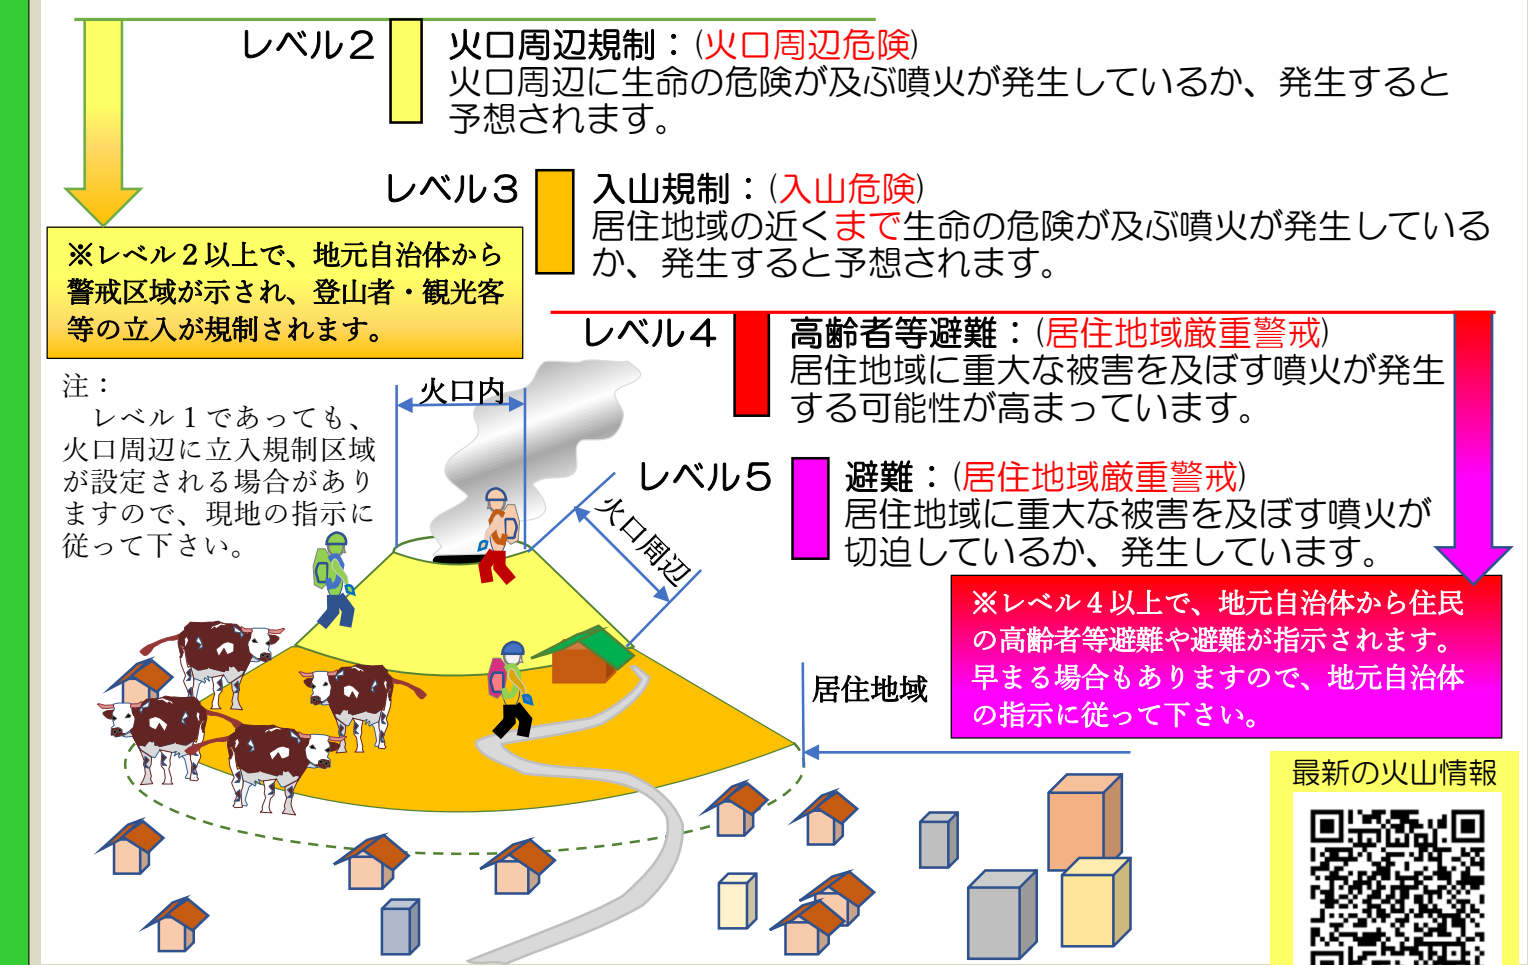 レベル2
火口周辺規制：(火口周辺危険)
火口周辺に生命の危険が及ぶ噴火が発生しているか、発生すると
予想されます。
レベル3
入山規制：(入山危険)
居住地域の近くまで生命の危険が及ぶ噴火が発生している
か、発生すると予想されます。
※レベル２以上で、地元自治体から
警戒区域が示され、登山者・観光客
等の立入が規制されます。
レベル4
高齢者等避難：(居住地域厳重警戒)
居住地域に重大な被害を及ぼす噴火が発生
する可能性が高まっています。
レベル5
避難：(居住地域厳重警戒)
居住地域に重大な被害を及ぼす噴火が
切迫しているか、発生しています。
注：
レベル１であっても、
火口周辺に立入規制区域
が設定される場合があり
ますので、現地の指示に
従って下さい。
火口内
火口周辺
居住地域
※レベル４以上で、地元自治体から住民
の高齢者等避難や避難が指示されます。
早まる場合もありますので、地元自治体
の指示に従って下さい。
最新の火山情報